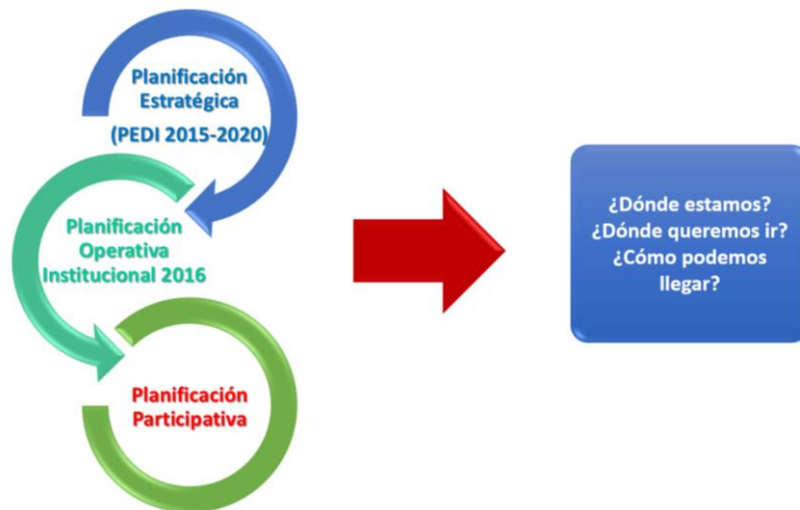 Planificación
Estratégica
(PEDI 2015-2020)
Planificación
Operativa
Institucional 2016
Planificación
Participativa
¿Dónde estamos?
¿Dónde queremos ir?
¿Cómo podemos
llegar?